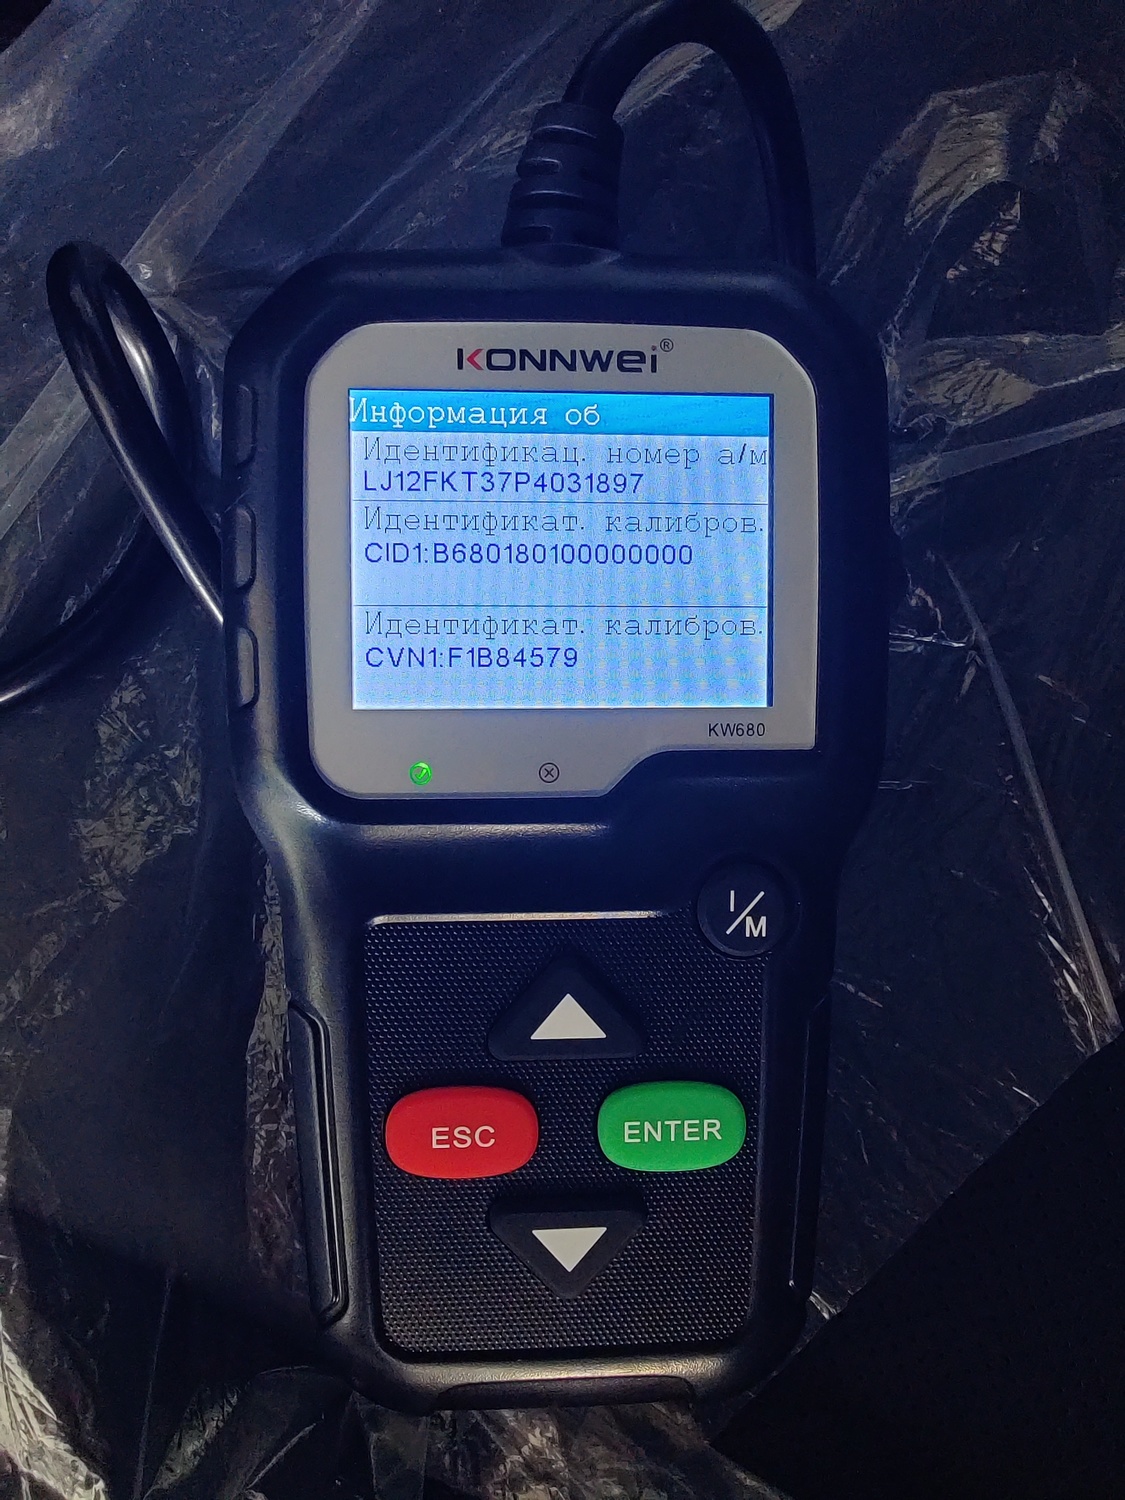 KONNWEI®
Информация об
Идентификац. номер а/м
LJ12FKT37P4031897
Идентификат. калибров.
CID1:B680180100000000
Идентификат. калибров.
CVN1:F1B84579
KW680
I/M
ESC
ENTER